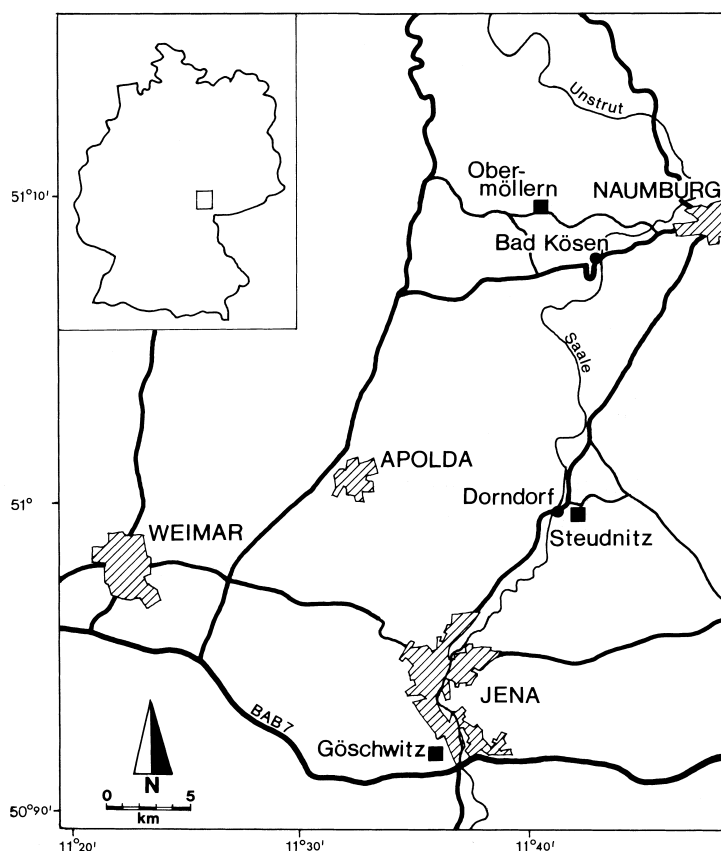 Unstrut
51°10'
Ober-
möllern
NAUMBURG
Bad Kösen
Saale
APOLDA
51°
Dorndorf
WEIMAR
Steudnitz
JENA
BAB7
Göschwitz
N
0 5
km
50°90'
11°20'
11°30'
11°40'